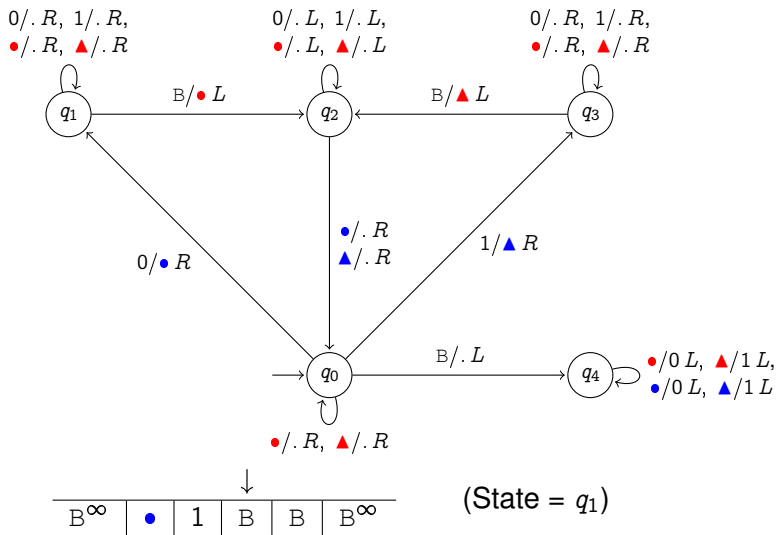 0/. R, 1/. R,
●/. R, ▲/. R
0/. L, 1/. L,
●/. L, ▲/. L
0/. R, 1/. R,
●/. R, ▲/. R
q₁
B/● L
q₂
B/▲ L
q₃
0/● R
●/. R
▲/. R
1/▲ R
q₀
B/. L
q₄
●/0 L, ▲/1 L,
●/0 L, ▲/1 L
●/. R, ▲/. R
B∞ ● 1 B B B∞
(State = q₁)